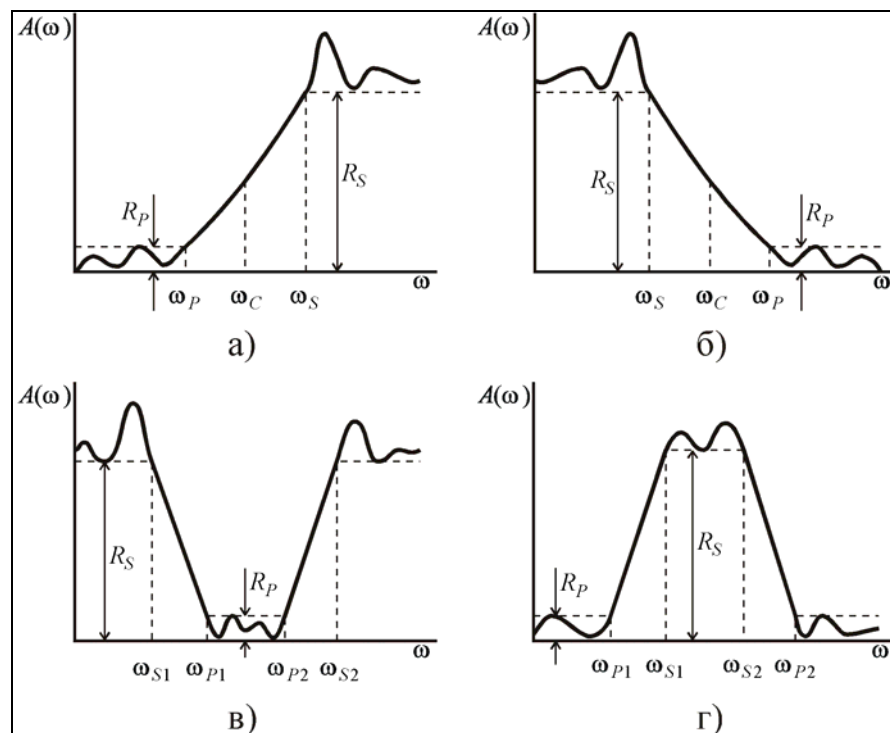 A(ω)
R_P
R_S
ω_P ω_C ω_S ω
а)
A(ω)
R_S
R_P
ω_S ω_C ω_P ω
б)
A(ω)
R_S
R_P
ω_S1 ω_P1 ω_P2 ω_S2 ω
в)
A(ω)
R_P
R_S
ω_P1 ω_S1 ω_S2 ω_P2 ω
г)